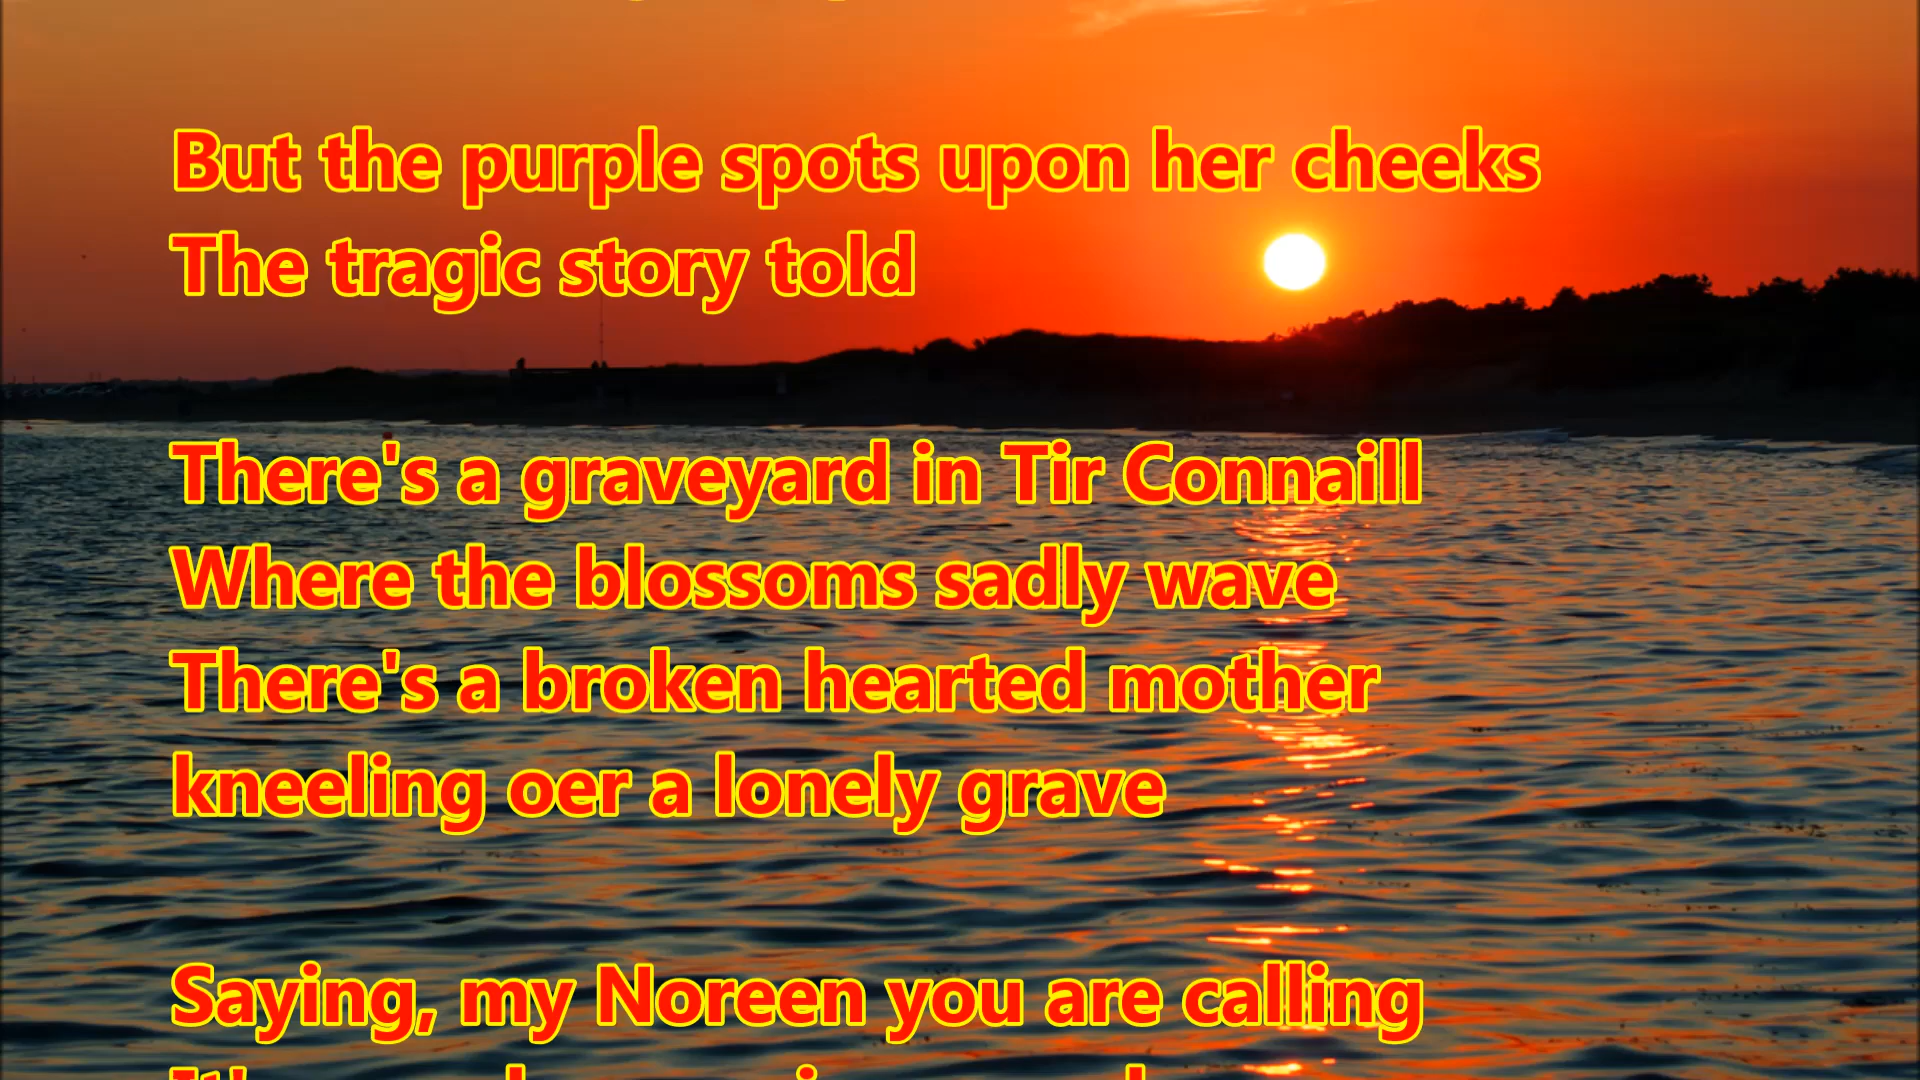 But the purple spots upon her cheeks
The tragic story told
There's a graveyard in Tir Connaill
Where the blossoms sadly wave
There's a broken hearted mother
kneeling oer a lonely grave
Saying, my Noreen you are calling